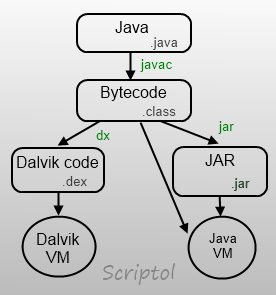 Java
.java
javac
Bytecode
.class
dx
jar
Dalvik code
.dex
JAR
.jar
Dalvik
VM
Java
VM
Scriptol